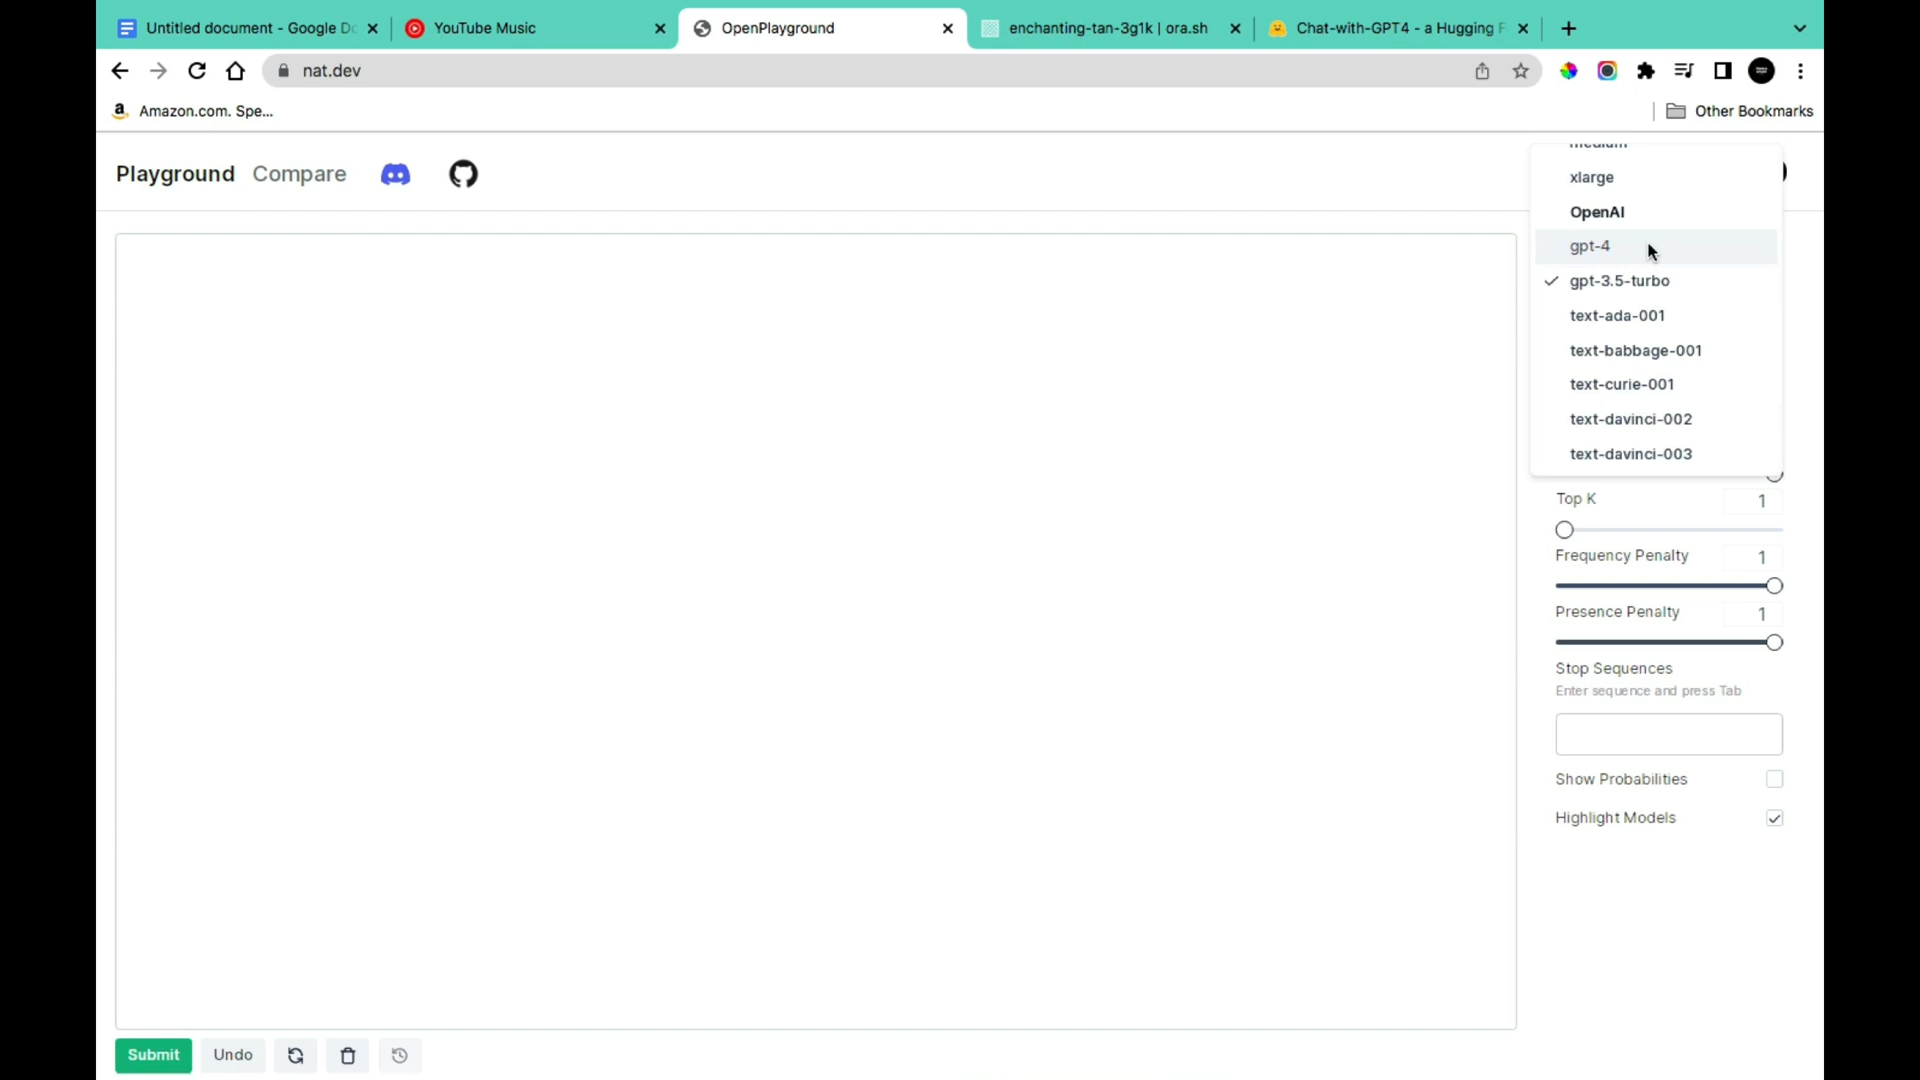 Untitled document - Google Do
YouTube Music
OpenPlayground
enchanting-tan-3g1k | ora.sh
Chat-with-GPT4 - a Hugging F
nat.dev
Amazon.com. Spe...
Other Bookmarks
Playground
Compare
medium
xlarge
OpenAI
gpt-4
gpt-3.5-turbo
text-ada-001
text-babbage-001
text-curie-001
text-davinci-002
text-davinci-003
Top K
1
Frequency Penalty
1
Presence Penalty
1
Stop Sequences
Enter sequence and press Tab
Show Probabilities
Highlight Models
Submit
Undo